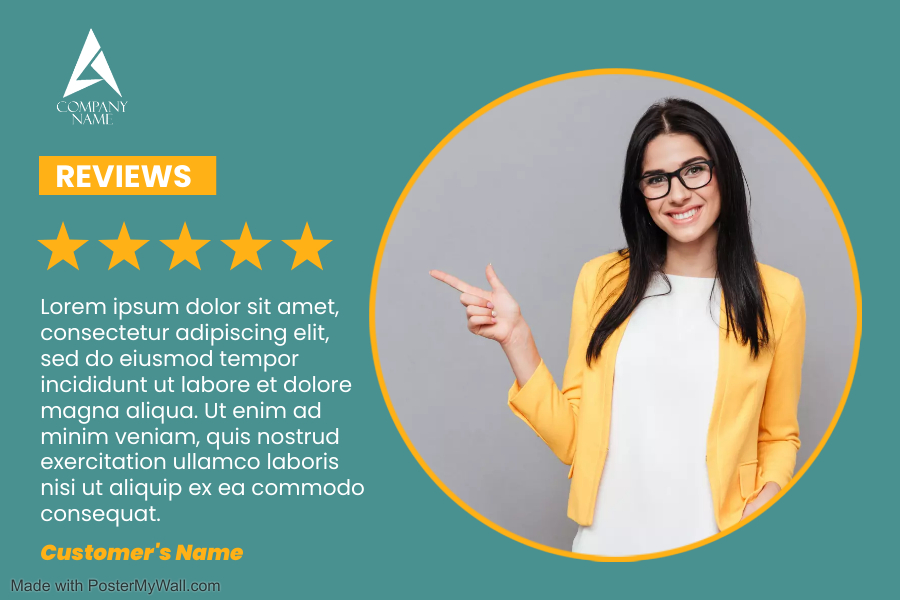 COMPANY
NAME
REVIEWS
Lorem ipsum dolor sit amet,
consectetur adipiscing elit,
sed do eiusmod tempor
incididunt ut labore et dolore
magna aliqua. Ut enim ad
minim veniam, quis nostrud
exercitation ullamco laboris
nisi ut aliquip ex ea commodo
consequat.
Customer's Name
Made with PosterMyWall.com